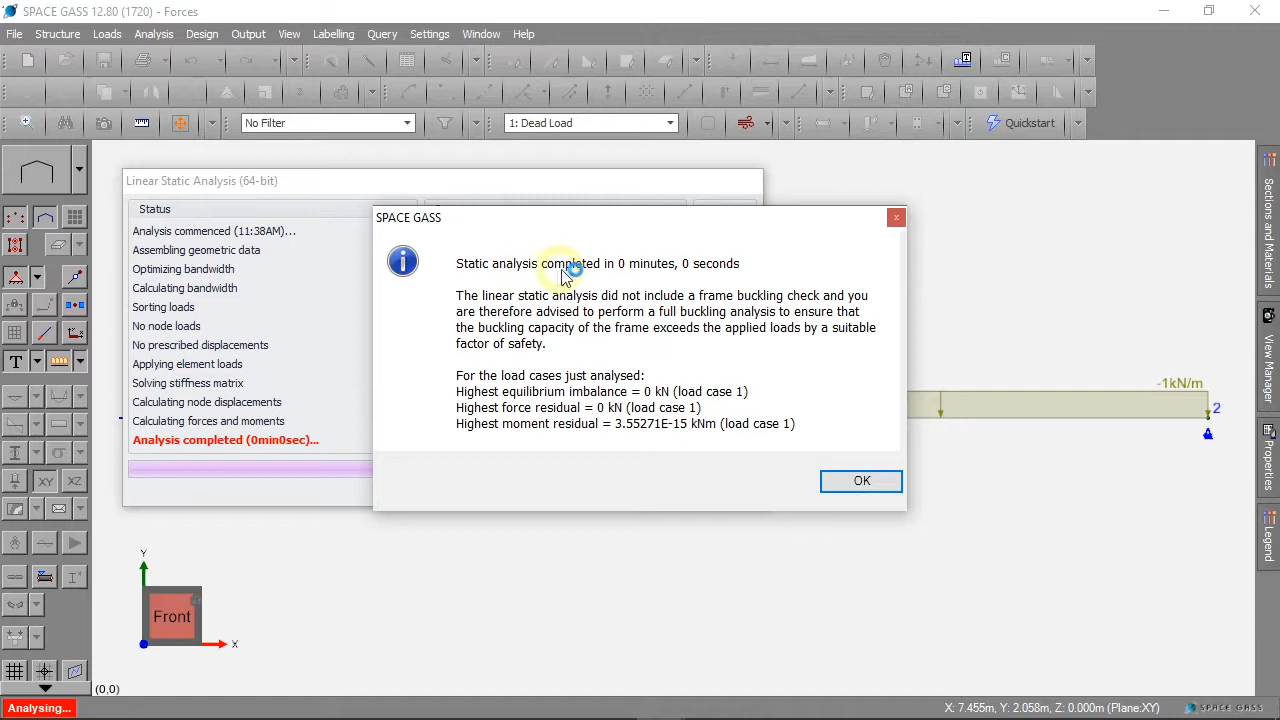 SPACE GASS 12.80 (1720) - Forces
File Structure Loads Analysis Design Output View Labelling Query Settings Window Help
No Filter
1: Dead Load
Quickstart
Linear Static Analysis (64-bit)
Status
Analysis commenced (11:38AM)...
Assembling geometric data
Optimizing bandwidth
Calculating bandwidth
Sorting loads
No node loads
No prescribed displacements
Applying element loads
Solving stiffness matrix
Calculating node displacements
Calculating forces and moments
Analysis completed (0min0sec)...
SPACE GASS
x
Static analysis completed in 0 minutes, 0 seconds
The linear static analysis did not include a frame buckling check and you
are therefore advised to perform a full buckling analysis to ensure that
the buckling capacity of the frame exceeds the applied loads by a suitable
factor of safety.
For the load cases just analysed:
Highest equilibrium imbalance = 0 kN (load case 1)
Highest force residual = 0 kN (load case 1)
Highest moment residual = 3.55271E-15 kNm (load case 1)
OK
-1kN/m
2
Sections and Materials
View Manager
Properties
Legend
T
XY
XZ
Y
Front
X
(0,0)
Analysing...
X: 7.455m, Y: 2.058m, Z: 0.000m (Plane:XY)
SPACE GASS